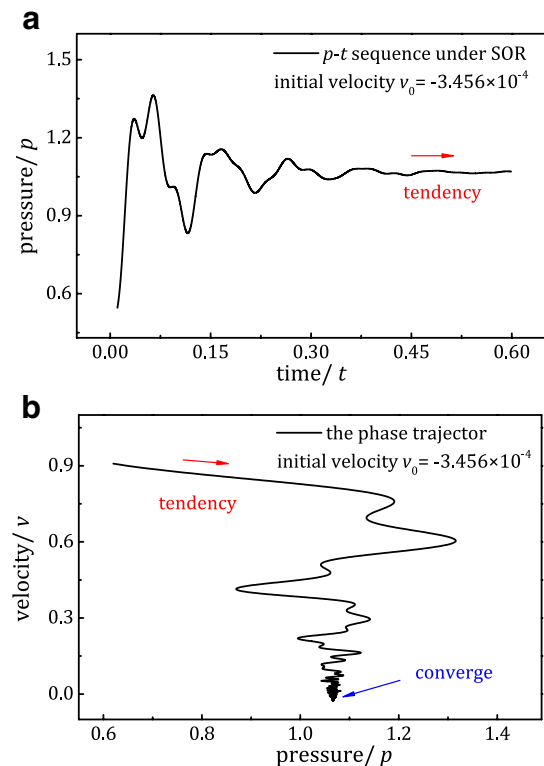 a
1.5
1.2
0.9
0.6
pressure/ p
p-t sequence under SOR
initial velocity v₀= -3.456×10⁻⁴
tendency
0.00 0.15 0.30 0.45 0.60
time/ t
b
0.9
0.6
0.3
0.0
velocity/ v
the phase trajector
initial velocity v₀= -3.456×10⁻⁴
tendency
converge
0.6 0.8 1.0 1.2 1.4
pressure/ p